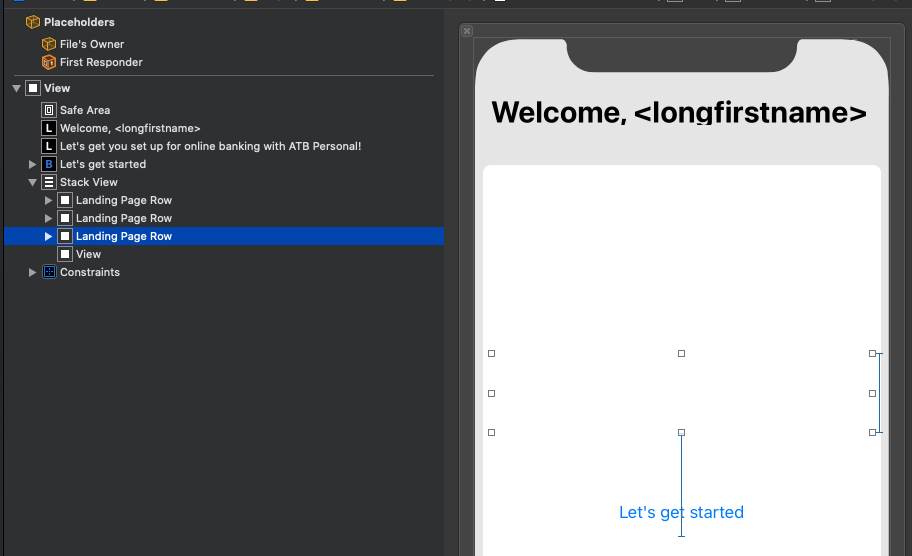 Placeholders
File's Owner
First Responder
View
Safe Area
L Welcome, <longfirstname>
L Let's get you set up for online banking with ATB Personal!
B Let's get started
Stack View
Landing Page Row
Landing Page Row
Landing Page Row
View
Constraints
Welcome, <longfirstname>
Let's get started